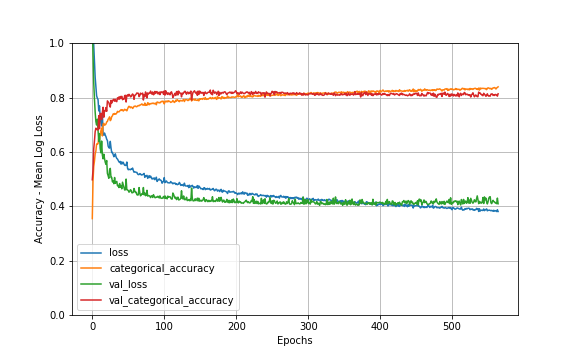 1.0
0.8
0.6
0.4
0.2
0.0
Accuracy - Mean Log Loss
loss
categorical_accuracy
val_loss
val_categorical_accuracy
0 100 200 300 400 500
Epochs